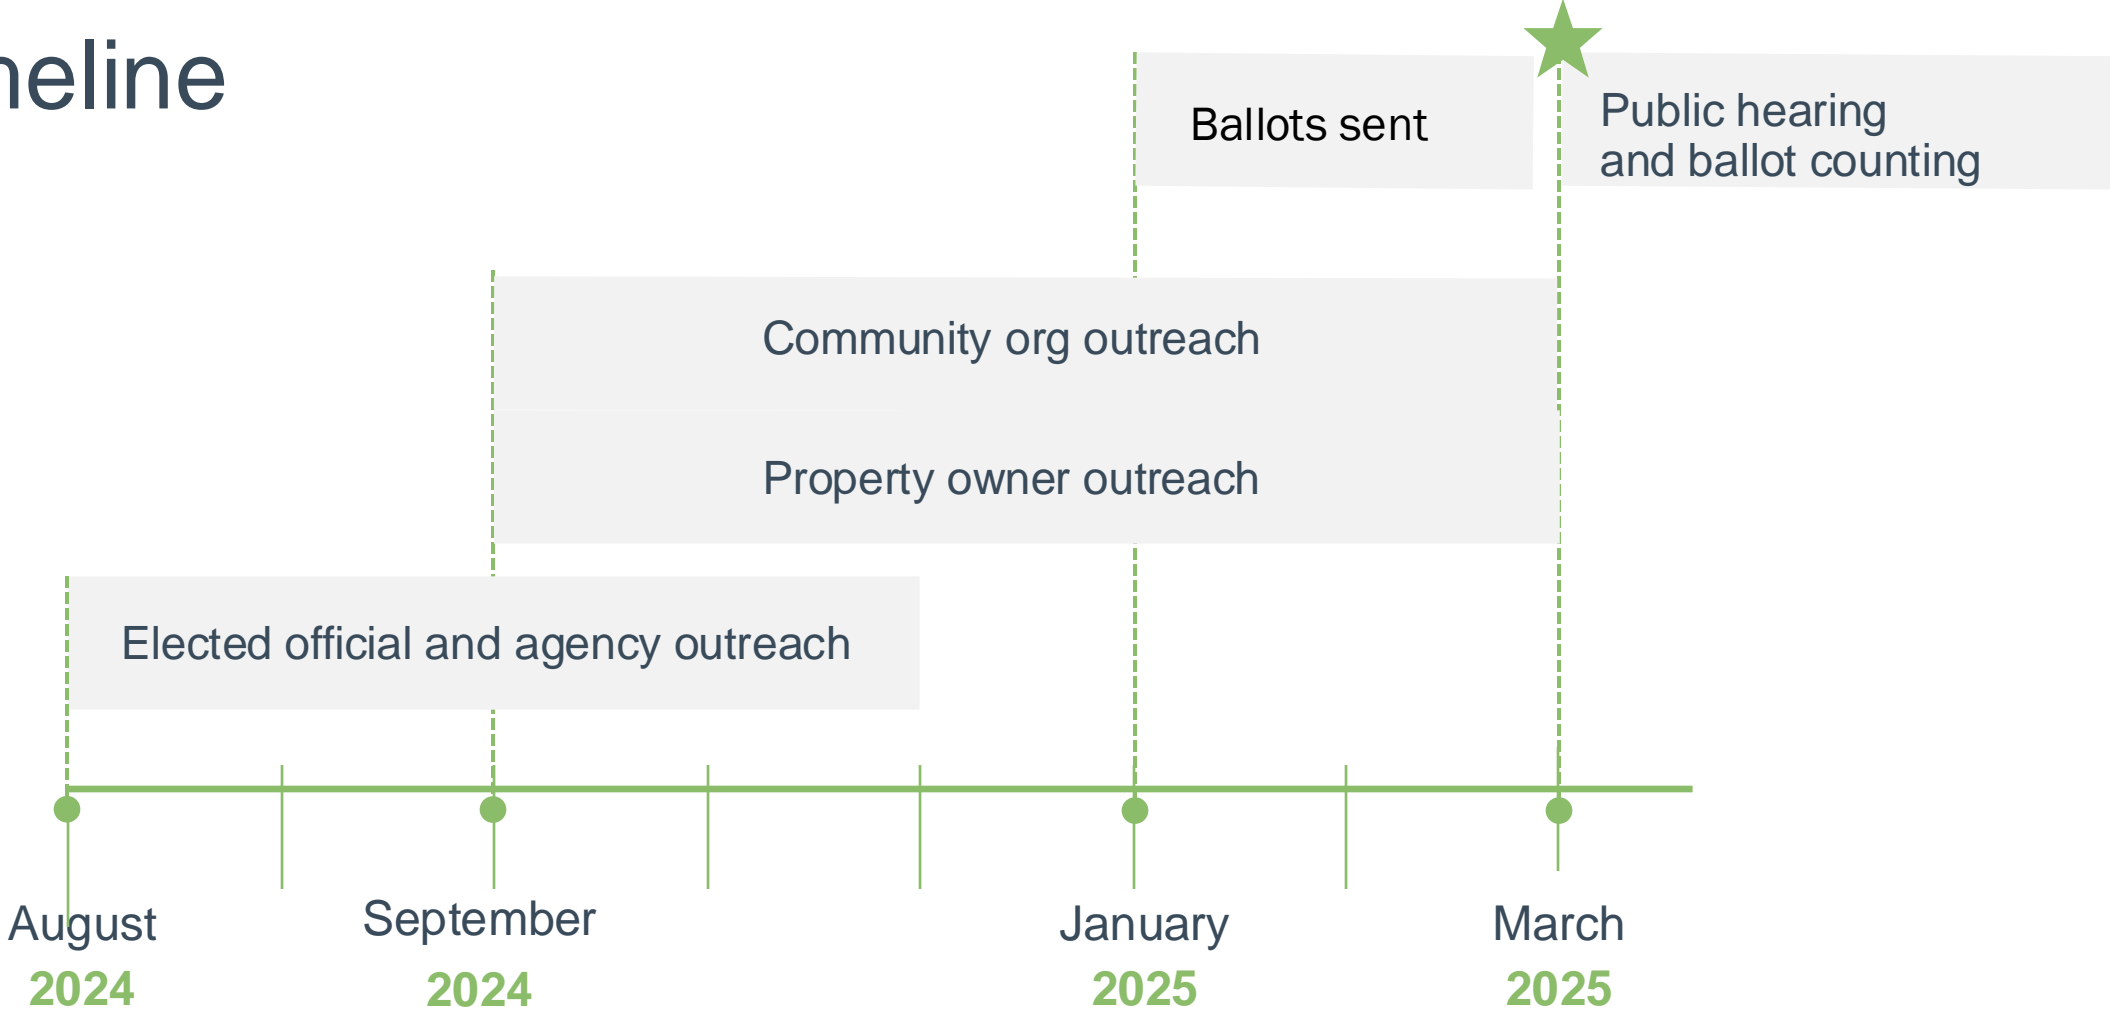 neline
Ballots sent
Public hearing
and ballot counting
Community org outreach
Property owner outreach
Elected official and agency outreach
August
2024
September
2024
January
2025
March
2025